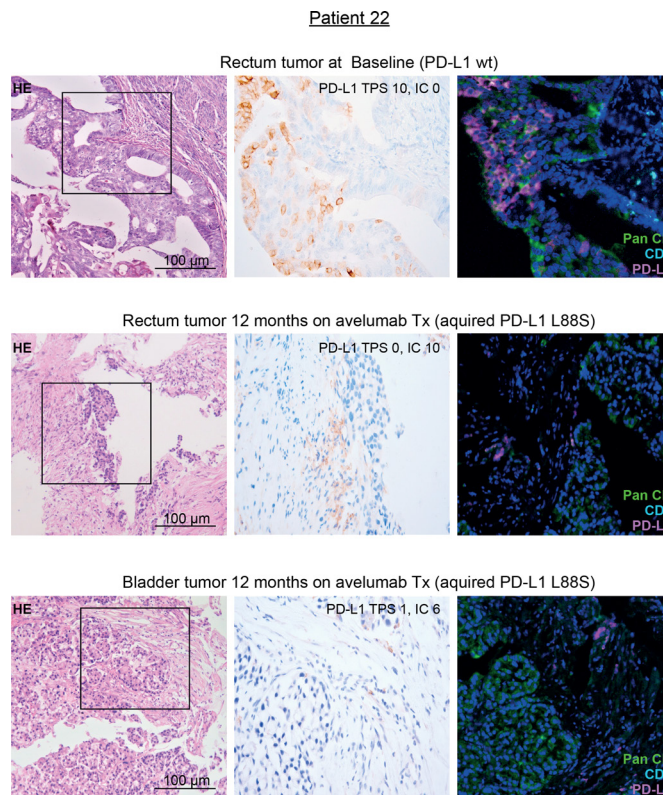 Patient 22
Rectum tumor at Baseline (PD-L1 wt)
HE
PD-L1 TPS 10, IC 0
100 µm
Pan C
CD
PD-L
Rectum tumor 12 months on avelumab Tx (aquired PD-L1 L88S)
HE
PD-L1 TPS 0, IC 10
100 µm
Pan C
CD
PD-L
Bladder tumor 12 months on avelumab Tx (aquired PD-L1 L88S)
HE
PD-L1 TPS 1, IC 6
100 µm
Pan C
CD
PD-L